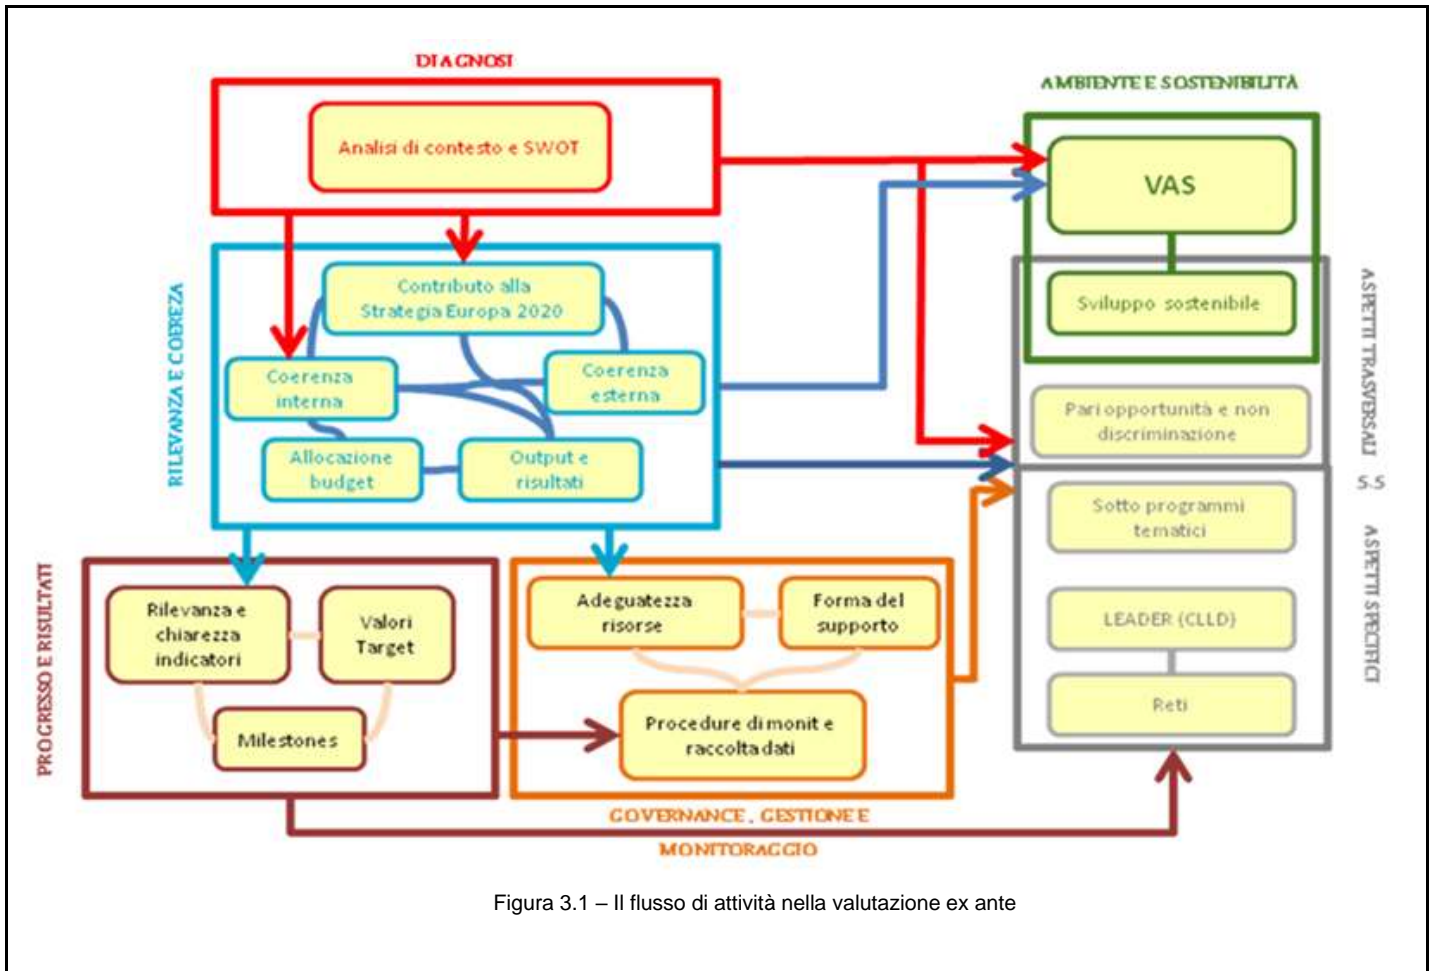 DIAGNOSI
Analisi di contesto e SWOT
AMBIENTE E SOSTENIBILITÀ
VAS
Sviluppo sostenibile
RILEVANZA E COEREZA
Contributo alla
Strategia Europa 2020
Coerenza
interna
Coerenza
esterna
Allocazione
budget
Output e
risultati
ASPETTI TRASVERSALI
Pari opportunità e non
discriminazione
5.5
ASPETTI SPECIFICI
Sotto programmi
tematici
LEADER (CLLD)
Reti
PROGRESSO E RISULTATI
Rilevanza e
chiarezza
indicatori
Valori
Target
Milestones
Adeguatezza
risorse
Forma del
supporto
Procedure di monit e
raccolta dati
GOVERNANCE, GESTIONE E
MONITORAGGIO
Figura 3.1 – Il flusso di attività nella valutazione ex ante